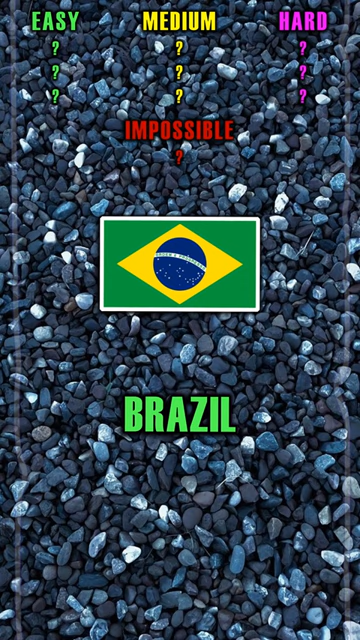 EASY MEDIUM HARD
? ? ?
? ? ?
? ? ?
IMPOSSIBLE
?
BRAZIL